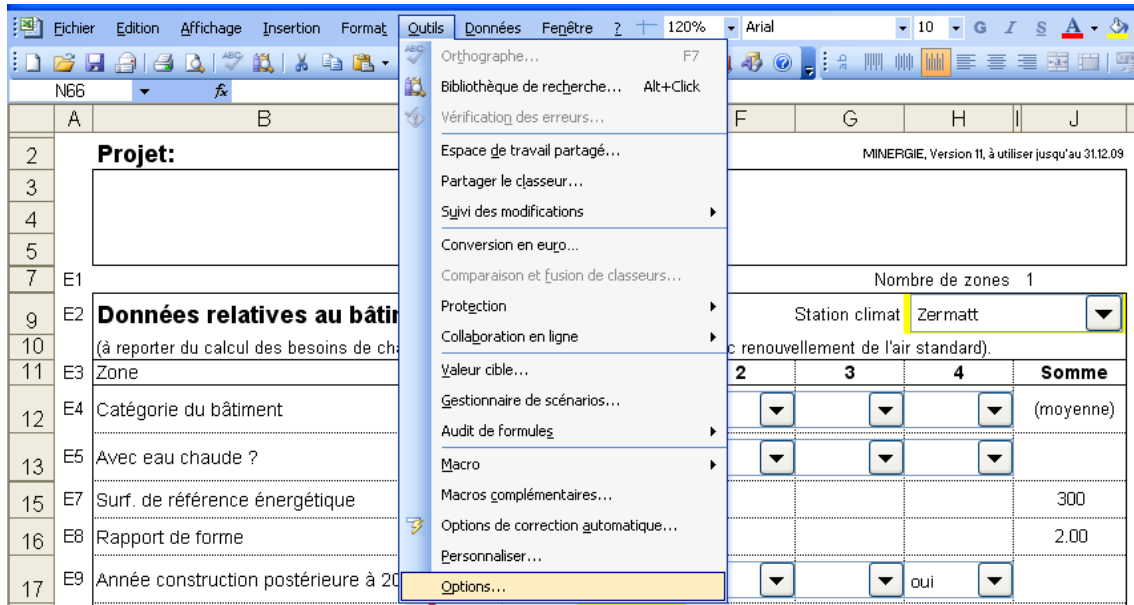 Fichier Edition Affichage Insertion Format Outils Données Fenêtre ? 120% Arial 10 G I S A
N66 fx
A B F G H I J
Orthographe... F7
Bibliothèque de recherche... Alt+Click
Vérification des erreurs...
Espace de travail partagé...
Partager le classeur...
Suivi des modifications
Conversion en euro...
Comparaison et fusion de classeurs...
Protection
Collaboration en ligne
Valeur cible...
Gestionnaire de scénarios...
Audit de formules
Macro
Macros complémentaires...
Options de correction automatique...
Personnaliser...
Options...
2 Projet: MINERGIE, Version 11, à utiliser jusqu'au 31.12.09
3
4
5
7 E1 Nombre de zones 1
9 E2 Données relatives au bâti Station climat Zermatt
10 (à reporter du calcul des besoins de ch renouvellement de l'air standard).
11 E3 Zone 2 3 4 Somme
12 E4 Catégorie du bâtiment (moyenne)
13 E5 Avec eau chaude ?
15 E7 Surf. de référence énergétique 300
16 E8 Rapport de forme 2.00
17 E9 Année construction postérieure à 20 oui